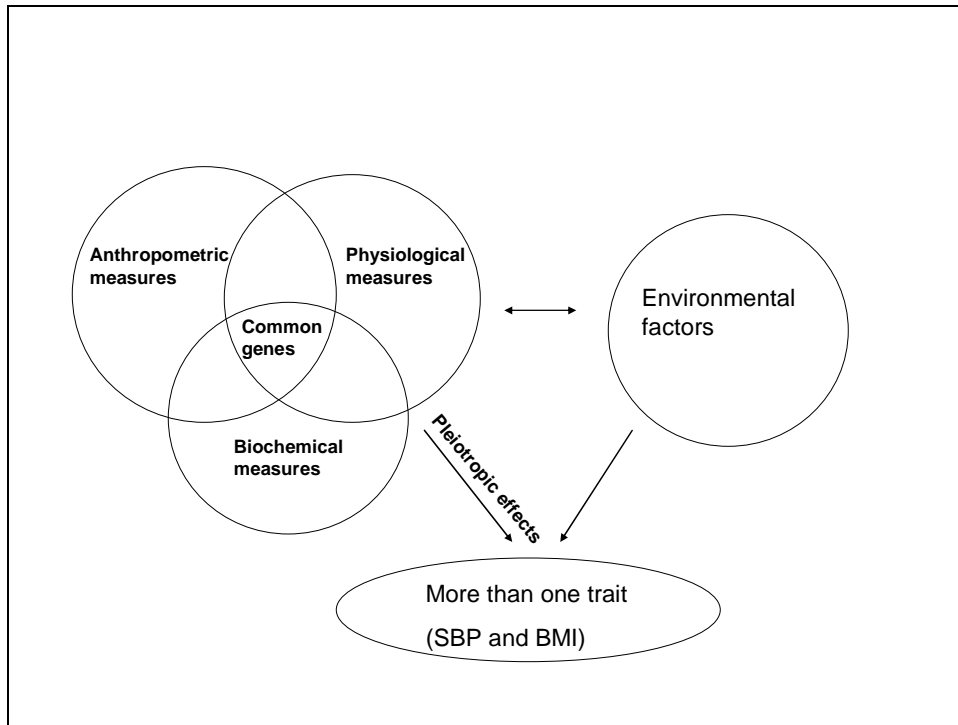 Anthropometric
measures
Physiological
measures
Common
genes
Biochemical
measures
Environmental
factors
Pleiotropic effects
More than one trait
(SBP and BMI)